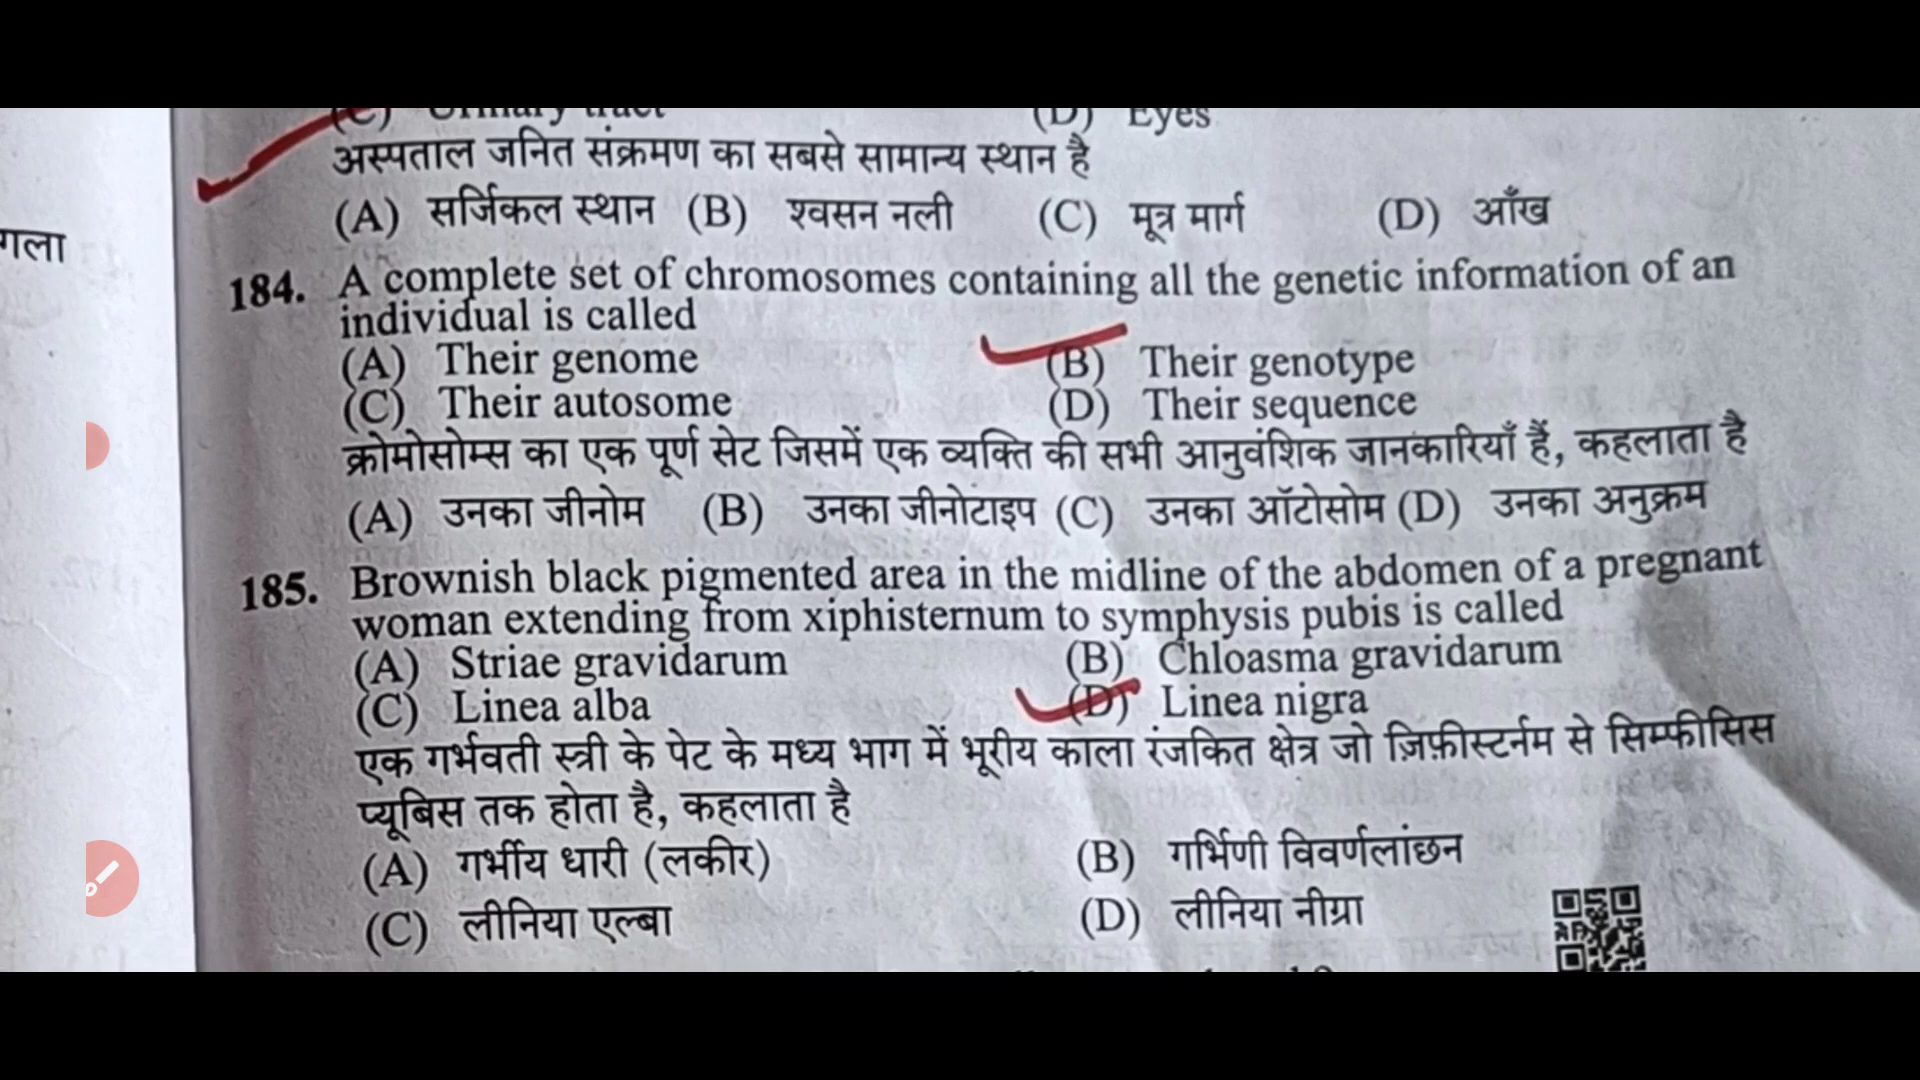 (C) Urinary tract (D) Eyes
अस्पताल जनित संक्रमण का सबसे सामान्य स्थान है
(A) सर्जिकल स्थान (B) श्वसन नली (C) मूत्र मार्ग (D) आँख
गला
184. A complete set of chromosomes containing all the genetic information of an
individual is called
(A) Their genome (B) Their genotype
(C) Their autosome (D) Their sequence
क्रोमोसोम्स का एक पूर्ण सेट जिसमें एक व्यक्ति की सभी आनुवंशिक जानकारियाँ हैं, कहलाता है
(A) उनका जीनोम (B) उनका जीनोटाइप (C) उनका ऑटोसोम (D) उनका अनुक्रम
185. Brownish black pigmented area in the midline of the abdomen of a pregnant
woman extending from xiphisternum to symphysis pubis is called
(A) Striae gravidarum (B) Chloasma gravidarum
(C) Linea alba (D) Linea nigra
एक गर्भवती स्त्री के पेट के मध्य भाग में भूरीय काला रंजकित क्षेत्र जो ज़िफ़ीस्टर्नम से सिम्फीसिस
प्यूबिस तक होता है, कहलाता है
(A) गर्भीय धारी (लकीर) (B) गर्भिणी विवर्णलांछन
(C) लीनिया एल्बा (D) लीनिया नीग्रा